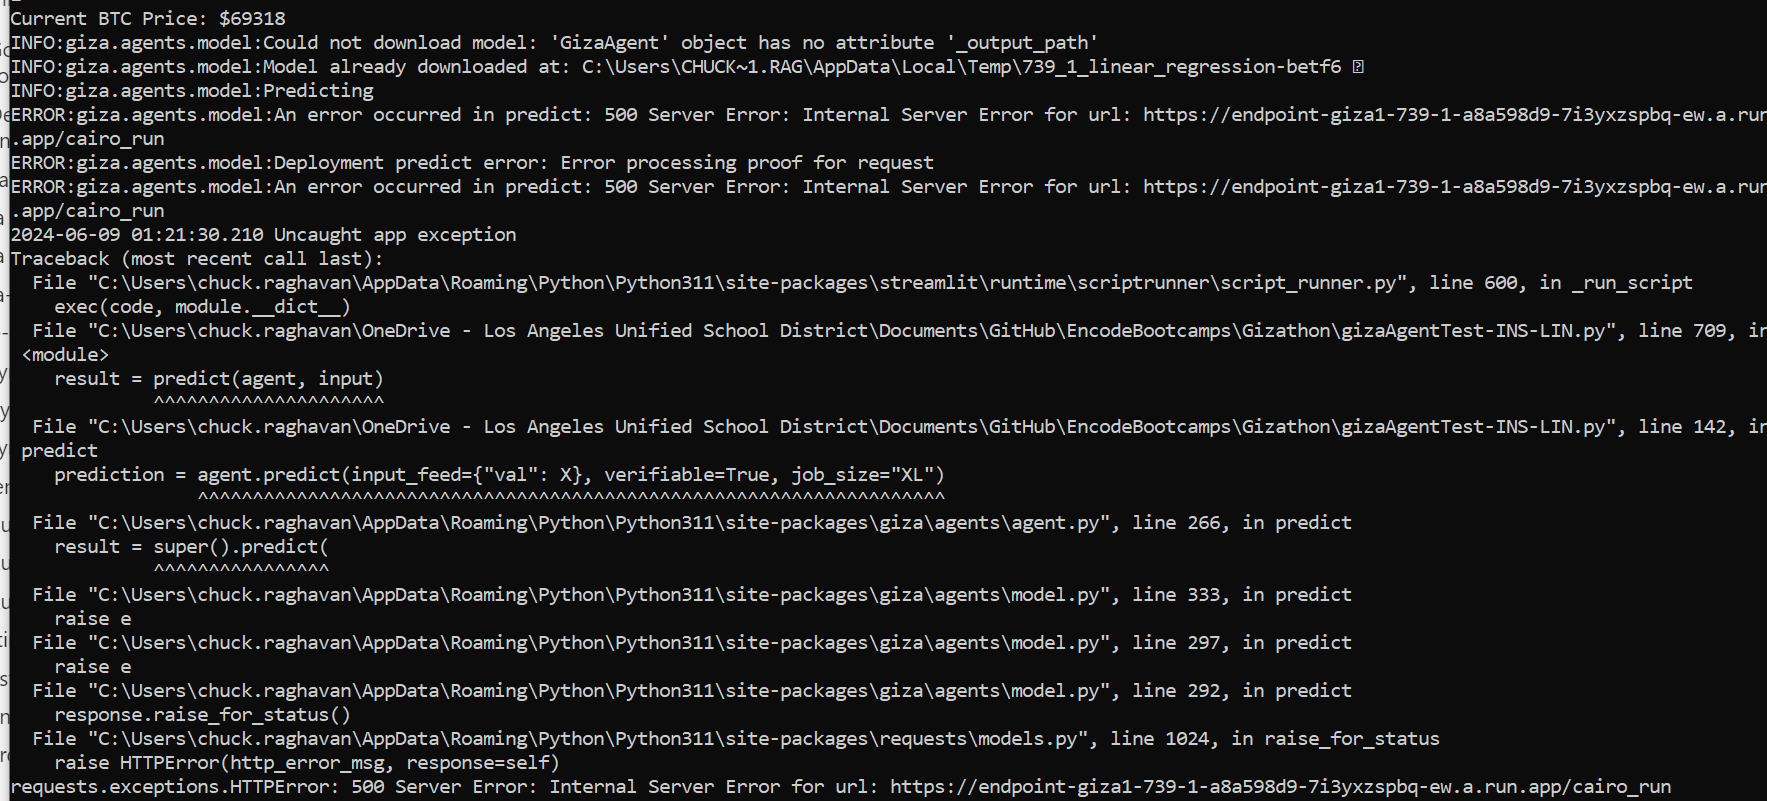 Current BTC Price: $69318
INFO:giza.agents.model:Could not download model: 'GizaAgent' object has no attribute '_output_path'
INFO:giza.agents.model:Model already downloaded at: C:\Users\CHUCK~1.RAG\AppData\Local\Temp\739_1_linear_regression-betf6
INFO:giza.agents.model:Predicting
ERROR:giza.agents.model:An error occurred in predict: 500 Server Error: Internal Server Error for url: https://endpoint-giza1-739-1-a8a598d9-7i3yxzspbq-ew.a.run
.app/cairo_run
ERROR:giza.agents.model:Deployment predict error: Error processing proof for request
ERROR:giza.agents.model:An error occurred in predict: 500 Server Error: Internal Server Error for url: https://endpoint-giza1-739-1-a8a598d9-7i3yxzspbq-ew.a.run
.app/cairo_run
2024-06-09 01:21:30.210 Uncaught app exception
Traceback (most recent call last):
  File "C:\Users\chuck.raghavan\AppData\Roaming\Python\Python311\site-packages\streamlit\runtime\scriptrunner\script_runner.py", line 600, in _run_script
    exec(code, module.__dict__)
  File "C:\Users\chuck.raghavan\OneDrive - Los Angeles Unified School District\Documents\GitHub\EncodeBootcamps\Gizathon\gizaAgentTest-INS-LIN.py", line 709, in
 <module>
    result = predict(agent, input)
             ^^^^^^^^^^^^^^^^^^^^^
  File "C:\Users\chuck.raghavan\OneDrive - Los Angeles Unified School District\Documents\GitHub\EncodeBootcamps\Gizathon\gizaAgentTest-INS-LIN.py", line 142, in
 predict
    prediction = agent.predict(input_feed={"val": X}, verifiable=True, job_size="XL")
                 ^^^^^^^^^^^^^^^^^^^^^^^^^^^^^^^^^^^^^^^^^^^^^^^^^^^^^^^^^^^^^^^^^^^^
  File "C:\Users\chuck.raghavan\AppData\Roaming\Python\Python311\site-packages\giza\agents\agent.py", line 266, in predict
    result = super().predict(
             ^^^^^^^^^^^^^^^^
  File "C:\Users\chuck.raghavan\AppData\Roaming\Python\Python311\site-packages\giza\agents\model.py", line 333, in predict
    raise e
  File "C:\Users\chuck.raghavan\AppData\Roaming\Python\Python311\site-packages\giza\agents\model.py", line 297, in predict
    raise e
  File "C:\Users\chuck.raghavan\AppData\Roaming\Python\Python311\site-packages\giza\agents\model.py", line 292, in predict
    response.raise_for_status()
  File "C:\Users\chuck.raghavan\AppData\Roaming\Python\Python311\site-packages\requests\models.py", line 1024, in raise_for_status
    raise HTTPError(http_error_msg, response=self)
requests.exceptions.HTTPError: 500 Server Error: Internal Server Error for url: https://endpoint-giza1-739-1-a8a598d9-7i3yxzspbq-ew.a.run.app/cairo_run